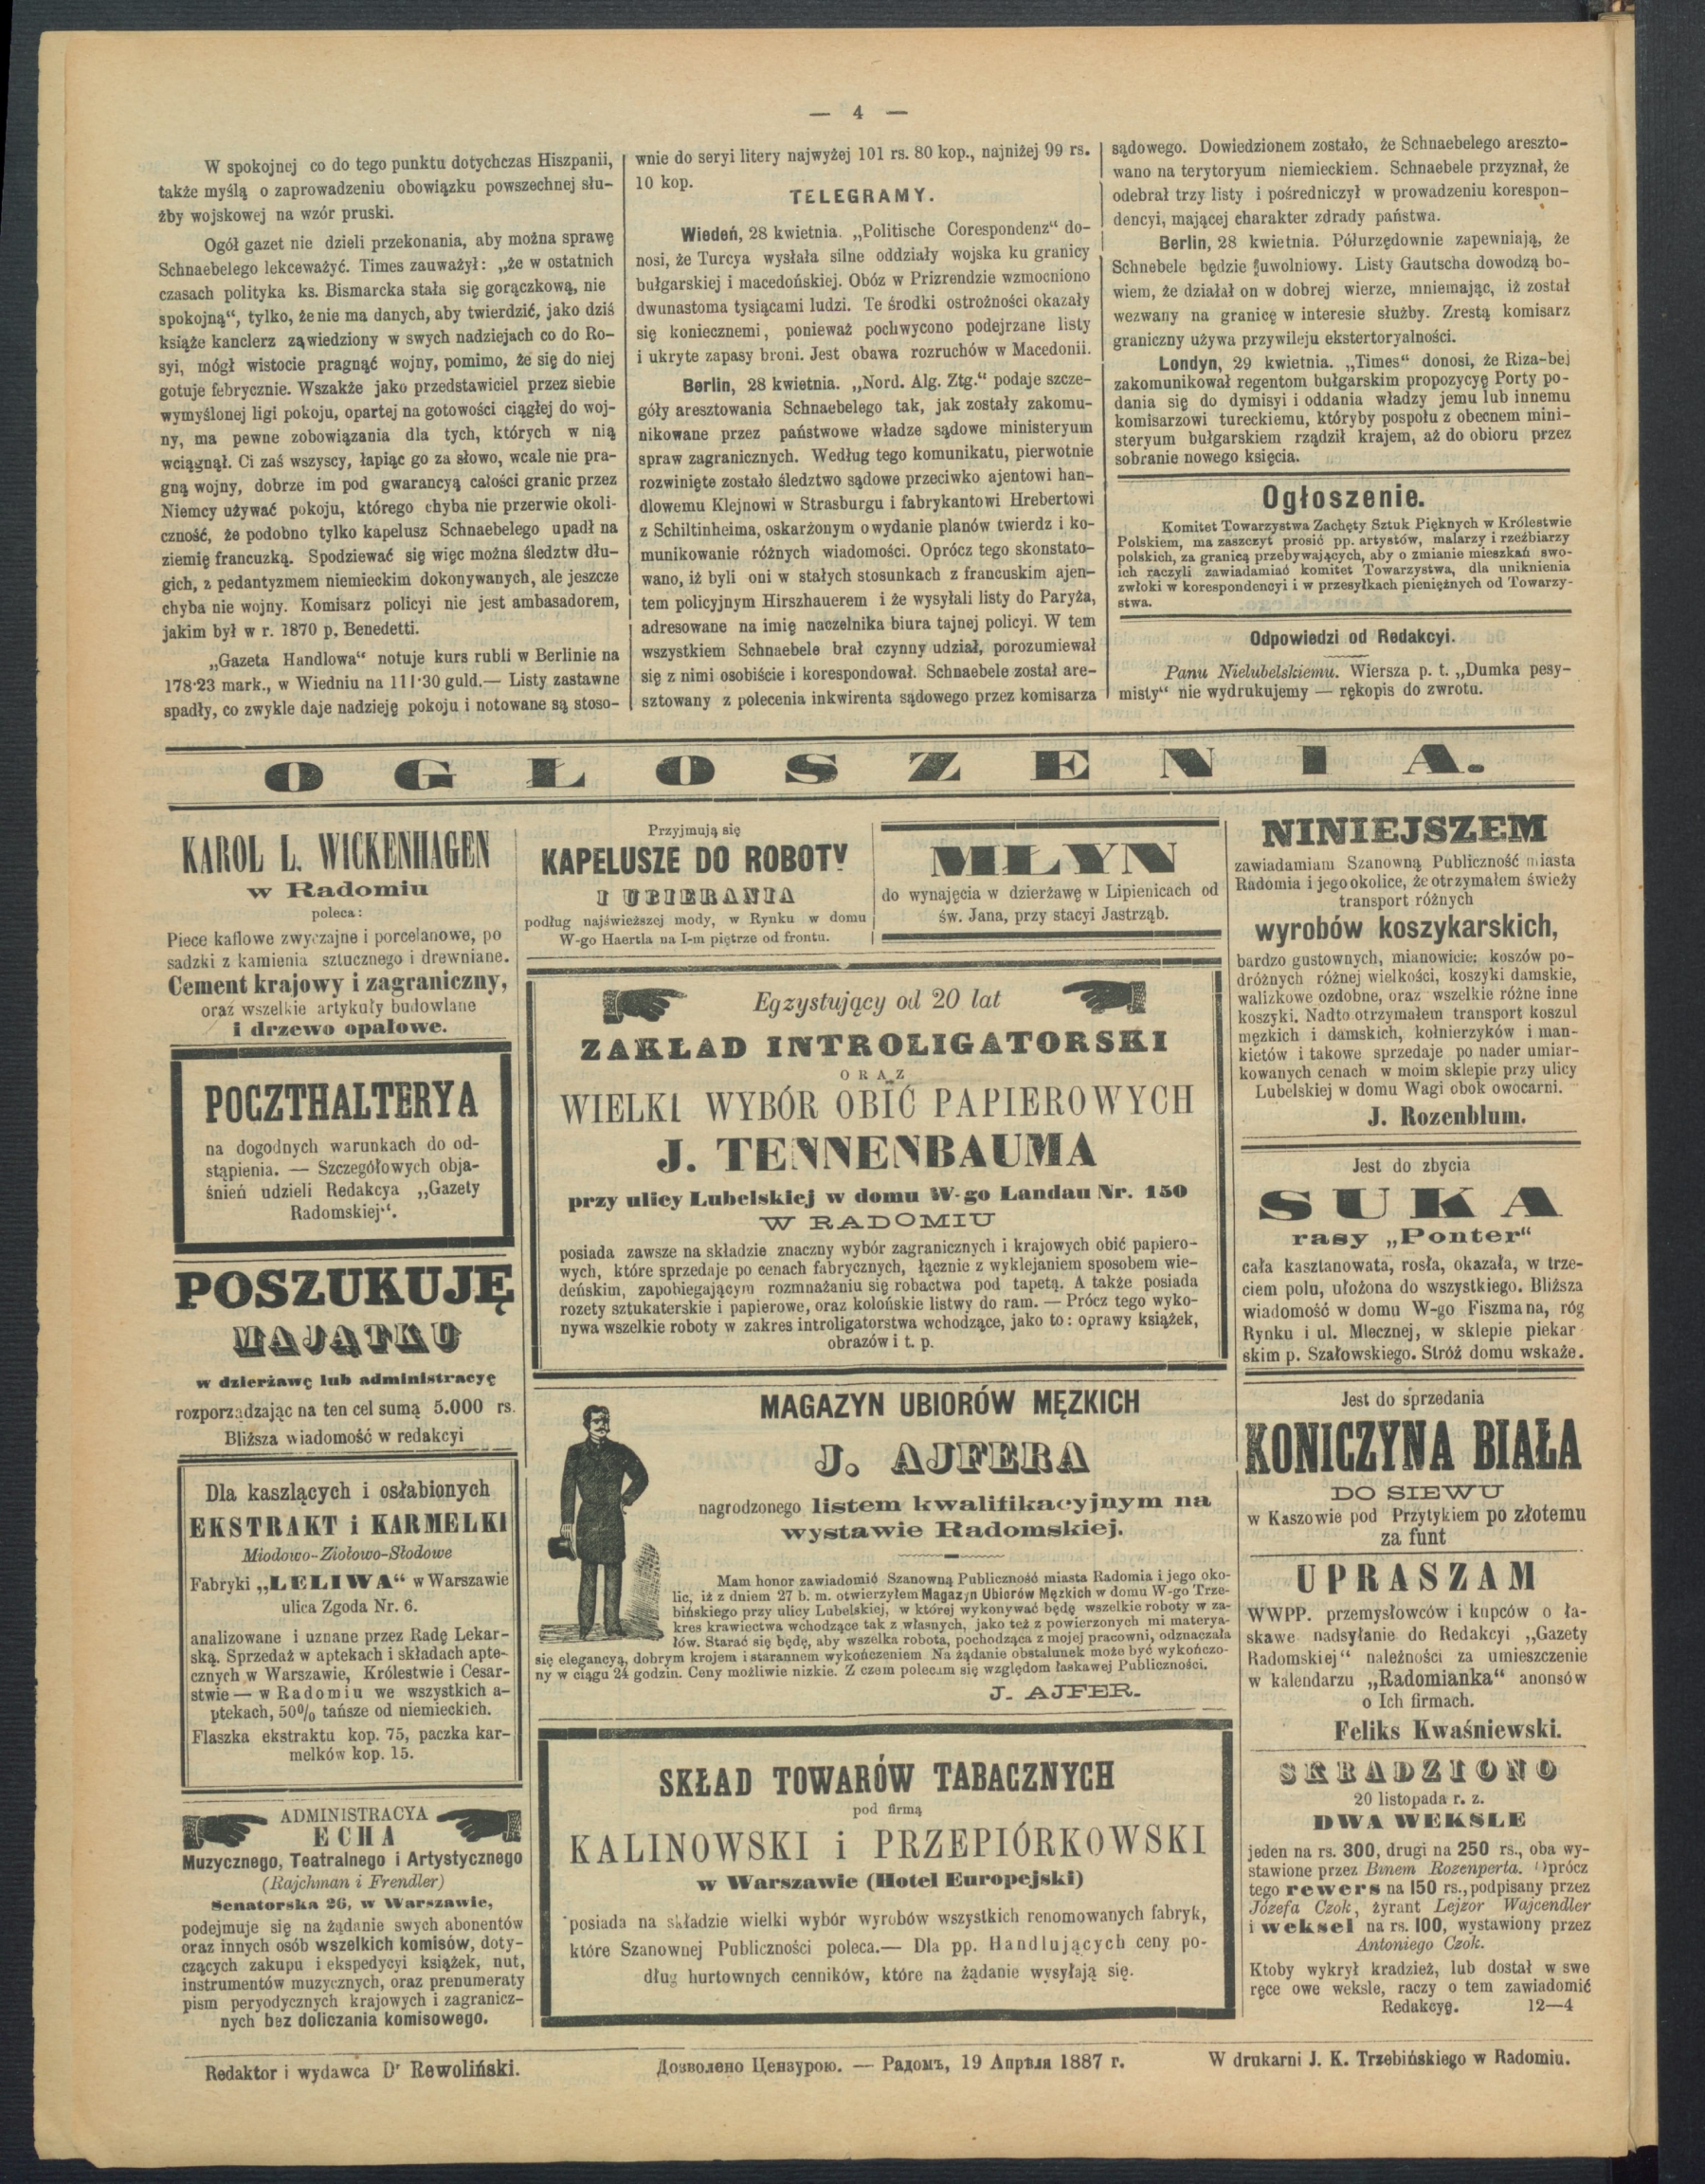 — 4 —
W spokojnej co do tego punktu dotychczas Hiszpanii,
także myślą o zaprowadzeniu obowiązku powszechnej słu-
żby wojskowej na wzór pruski.
Ogół gazet nie dzieli przekonania, aby można sprawę
Schnaebelego lekceważyć. Times zauważył: „że w ostatnich
czasach polityka ks. Bismarcka stała się gorączkową, nie
spokojną“, tylko, że nie ma danych, aby twierdzić, jako dziś
książe kanclerz ząwiedziony w swych nadziejach co do Ro-
syi, mógł wistocie pragnąć wojny, pomimo, że się do niej
gotuje febrycznie. Wszakże jako przedstawiciel przez siebie
wymyślonej ligi pokoju, opartej na gotowości ciągłej do woj-
ny, ma pewne zobowiązania dla tych, których w nią
wciągnął. Ci zaś wszyscy, łapiąc go za słowo, wcale nie pra-
gną wojny, dobrze im pod gwarancyą całości granic przez
Niemcy używać pokoju, którego chyba nie przerwie okoli-
czność, że podobno tylko kapelusz Schnaebelego upadł na
ziemię francuzką. Spodziewać się więc można śledztw dłu-
gich, z pedantyzmem niemieckim dokonywanych, ale jeszcze
chyba nie wojny. Komisarz policyi nie jest ambasadorem,
jakim był w r. 1870 p. Benedetti.
„Gazeta Handlowa“ notuje kurs rubli w Berlinie na
178·23 mark., w Wiedniu na 111·30 guld.— Listy zastawne
spadły, co zwykle daje nadzieję pokoju i notowane są stoso-
wnie do seryi litery najwyżej 101 rs. 80 kop., najniżej 99 rs.
10 kop.
TELEGRAMY.
Wiedeń, 28 kwietnia. „Politische Corespondenz“ do-
nosi, że Turcya wysłała silne oddziały wojska ku granicy
bułgarskiej i macedońskiej. Obóz w Prizrendzie wzmocniono
dwunastoma tysiącami ludzi. Te środki ostrożności okazały
się koniecznemi, ponieważ pochwycono podejrzane listy
i ukryte zapasy broni. Jest obawa rozruchów w Macedonii.
Berlin, 28 kwietnia. „Nord. Alg. Ztg.“ podaje szcze-
góły aresztowania Schnaebelego tak, jak zostały zakomu-
nikowane przez państwowe władze sądowe ministeryum
spraw zagranicznych. Według tego komunikatu, pierwotnie
rozwinięte zostało śledztwo sądowe przeciwko ajentowi han-
dlowemu Klejnowi w Strasburgu i fabrykantowi Hrebertowi
z Schiltinheima, oskarżonym o wydanie planów twierdz i ko-
munikowanie różnych wiadomości. Oprócz tego skonstato-
wano, iż byli oni w stałych stosunkach z francuskim ajen-
tem policyjnym Hirszhauerem i że wysyłali listy do Paryża,
adresowane na imię naczelnika biura tajnej policyi. W tem
wszystkiem Schnaebele brał czynny udział, porozumiewał
się z nimi osobiście i korespondował. Schnaebele został are-
sztowany z polecenia inkwirenta sądowego przez komisarza
sądowego. Dowiedzionem zostało, że Schnaebelego areszto-
wano na terytoryum niemieckiem. Schnaebele przyznał, że
odebrał trzy listy i pośredniczył w prowadzeniu korespon-
dencyi, mającej charakter zdrady państwa.
Berlin, 28 kwietnia. Półurzędownie zapewniają, że
Schnebele będzie uwolniowy. Listy Gautscha dowodzą bo-
wiem, że działał on w dobrej wierze, mniemając, iż został
wezwany na granicę w interesie służby. Zrestą komisarz
graniczny używa przywileju ekstertoryalności.
Londyn, 29 kwietnia. „Times“ donosi, że Riza-bej
zakomunikował regentom bułgarskim propozycyę Porty po-
dania się do dymisyi i oddania władzy jemu lub innemu
komisarzowi tureckiemu, któryby pospołu z obecnem mini-
steryum bułgarskiem rządził krajem, aż do obioru przez
sobranie nowego księcia.
Ogłoszenie.
Komitet Towarzystwa Zachęty Sztuk Pięknych w Królestwie
Polskiem, ma zaszczyt prosić pp. artystów, malarzy i rzeźbiarzy
polskich, za granicą przebywających, aby o zmianie mieszkań swo-
ich raczyli zawiadamiać komitet Towarzystwa, dla uniknienia
zwłoki w korespondencyi i w przesyłkach pieniężnych od Towarzy-
stwa.
Odpowiedzi od Redakcyi.
Panu Nielubelskiemu. Wiersza p. t. „Dumka pesy-
misty“ nie wydrukujemy — rękopis do zwrotu.
OGŁOSZENIA.
KAROL L. WICKENHAGEN
w Radomiu
poleca:
Piece kaflowe zwyczajne i porcelanowe, po
sadzki z kamienia sztucznego i drewniane.
Cement krajowy i zagraniczny,
oraz wszelkie artykuły budowlane
i drzewo opałowe.
POCZTHALTERYA
na dogodnych warunkach do od-
stąpienia. — Szczegółowych obja-
śnień udzieli Redakcya „Gazety
Radomskiej“.
POSZUKUJĘ
MAJĄTKU
w dzierżawę lub administracyę
rozporządzając na ten cel sumą 5.000 rs.
Bliższa wiadomość w redakcyi
Dla kaszlących i osłabionych
EKSTRAKT i KARMELKI
Miodowo-Ziołowo-Słodowe
Fabryki „LELIWA“ w Warszawie
ulica Zgoda Nr. 6.
analizowane i uznane przez Radę Lekar-
ską. Sprzedaż w aptekach i składach apte-
cznych w Warszawie, Królestwie i Cesar-
stwie — w Radomiu we wszystkich a-
ptekach, 50% tańsze od niemieckich.
Flaszka ekstraktu kop. 75, paczka kar-
melków kop. 15.
ADMINISTRACYA
ECHA
Muzycznego, Teatralnego i Artystycznego
(Rajchman i Frendler)
Senatorska 26, w Warszawie,
podejmuje się na żądanie swych abonentów
oraz innych osób wszelkich komisów, doty-
czących zakupu i ekspedycyi książek, nut,
instrumentów muzycznych, oraz prenumeraty
pism peryodycznych krajowych i zagranicz-
nych bez doliczania komisowego.
Przyjmują się
KAPELUSZE DO ROBOTY
I UBIERANIA
podług najświeższej mody, w Rynku w domu
W-go Haertla na I-m piętrze od frontu.
MŁYN
do wynajęcia w dzierżawę w Lipienicach od
św. Jana, przy stacyi Jastrząb.
Egzystujący od 20 lat
ZAKŁAD INTROLIGATORSKI
ORAZ
WIELKI WYBÓR OBIĆ PAPIEROWYCH
J. TENNENBAUMA
przy ulicy Lubelskiej w domu W-go Landau Nr. 150
W RADOMIU
posiada zawsze na składzie znaczny wybór zagranicznych i krajowych obić papiero-
wych, które sprzedaje po cenach fabrycznych, łącznie z wyklejaniem sposobem wie-
deńskim, zapobiegającym rozmnażaniu się robactwa pod tapetą. A także posiada
rozety sztukaterskie i papierowe, oraz kolońskie listwy do ram. — Prócz tego wyko-
nywa wszelkie roboty w zakres introligatorstwa wchodzące, jako to: oprawy książek,
obrazów i t. p.
MAGAZYN UBIORÓW MĘZKICH
J. AJFERA
nagrodzonego listem kwalifikacyjnym na
wystawie Radomskiej.
Mam honor zawiadomić Szanowną Publiczność miasta Radomia i jego oko-
lic, iż z dniem 27 b. m. otwierzyłem Magazyn Ubiorów Męzkich w domu W-go Trze-
bińskiego przy ulicy Lubelskiej, w której wykonywać będę wszelkie roboty w za-
kres krawiectwa wchodzące tak z własnych, jako też z powierzonych mi materya-
łów. Starać się będę, aby wszelka robota, pochodząca z mojej pracowni, odznaczała
się elegancyą, dobrym krojem i starannem wykończeniem Na żądanie obstalunek może być wykończo-
ny w ciągu 24 godzin. Ceny możliwie nizkie. Z czem polecam się względom łaskawej Publiczności.
J. AJFER.
SKŁAD TOWARÓW TABACZNYCH
pod firmą
KALINOWSKI i PRZEPIÓRKOWSKI
w Warszawie (Hotel Europejski)
posiada na składzie wielki wybór wyrobów wszystkich renomowanych fabryk,
które Szanownej Publiczności poleca.— Dla pp. Handlujących ceny po-
dług hurtownych cenników, które na żądanie wysyłają się.
NINIEJSZEM
zawiadamiam Szanowną Publiczność miasta
Radomia i jego okolice, że otrzymałem świeży
transport różnych
wyrobów koszykarskich,
bardzo gustownych, mianowicie: koszów po-
dróżnych różnej wielkości, koszyki damskie,
walizkowe ozdobne, oraz wszelkie różne inne
koszyki. Nadto otrzymałem transport koszul
męzkich i damskich, kołnierzyków i man-
kietów i takowe sprzedaje po nader umiar-
kowanych cenach w moim sklepie przy ulicy
Lubelskiej w domu Wagi obok owocarni.
J. Rozenblum.
Jest do zbycia
SUKA
rasy „Ponter“
cała kasztanowata, rosła, okazała, w trze-
ciem polu, ułożona do wszystkiego. Bliższa
wiadomość w domu W-go Fiszmana, róg
Rynku i ul. Mlecznej, w sklepie piekar
skim p. Szałowskiego. Stróż domu wskaże.
Jest do sprzedania
KONICZYNA BIAŁA
DO SIEWU
w Kaszowie pod Przytykiem po złotemu
za funt
UPRASZAM
WWPP. przemysłowców i kupców o ła-
skawe nadsyłanie do Redakcyi „Gazety
Radomskiej“ należności za umieszczenie
w kalendarzu „Radomianka“ anonsów
o Ich firmach.
Feliks Kwaśniewski.
SKRADZIONO
20 listopada r. z.
DWA WEKSLE
jeden na rs. 300, drugi na 250 rs., oba wy-
stawione przez Binem Rozenperta. Oprócz
tego rewers na 150 rs., podpisany przez
Józefa Czok, żyrant Lejzor Wajcendler
i weksel na rs. 100, wystawiony przez
Antoniego Czok.
Ktoby wykrył kradzież, lub dostał w swe
ręce owe weksle, raczy o tem zawiadomić
Redakcyę. 12—4
Redaktor i wydawca Dr Rewoliński.
Дозволено Цензурою. — Радомъ, 19 Апрѣля 1887 г.
W drukarni J. K. Trzebińskiego w Radomiu.